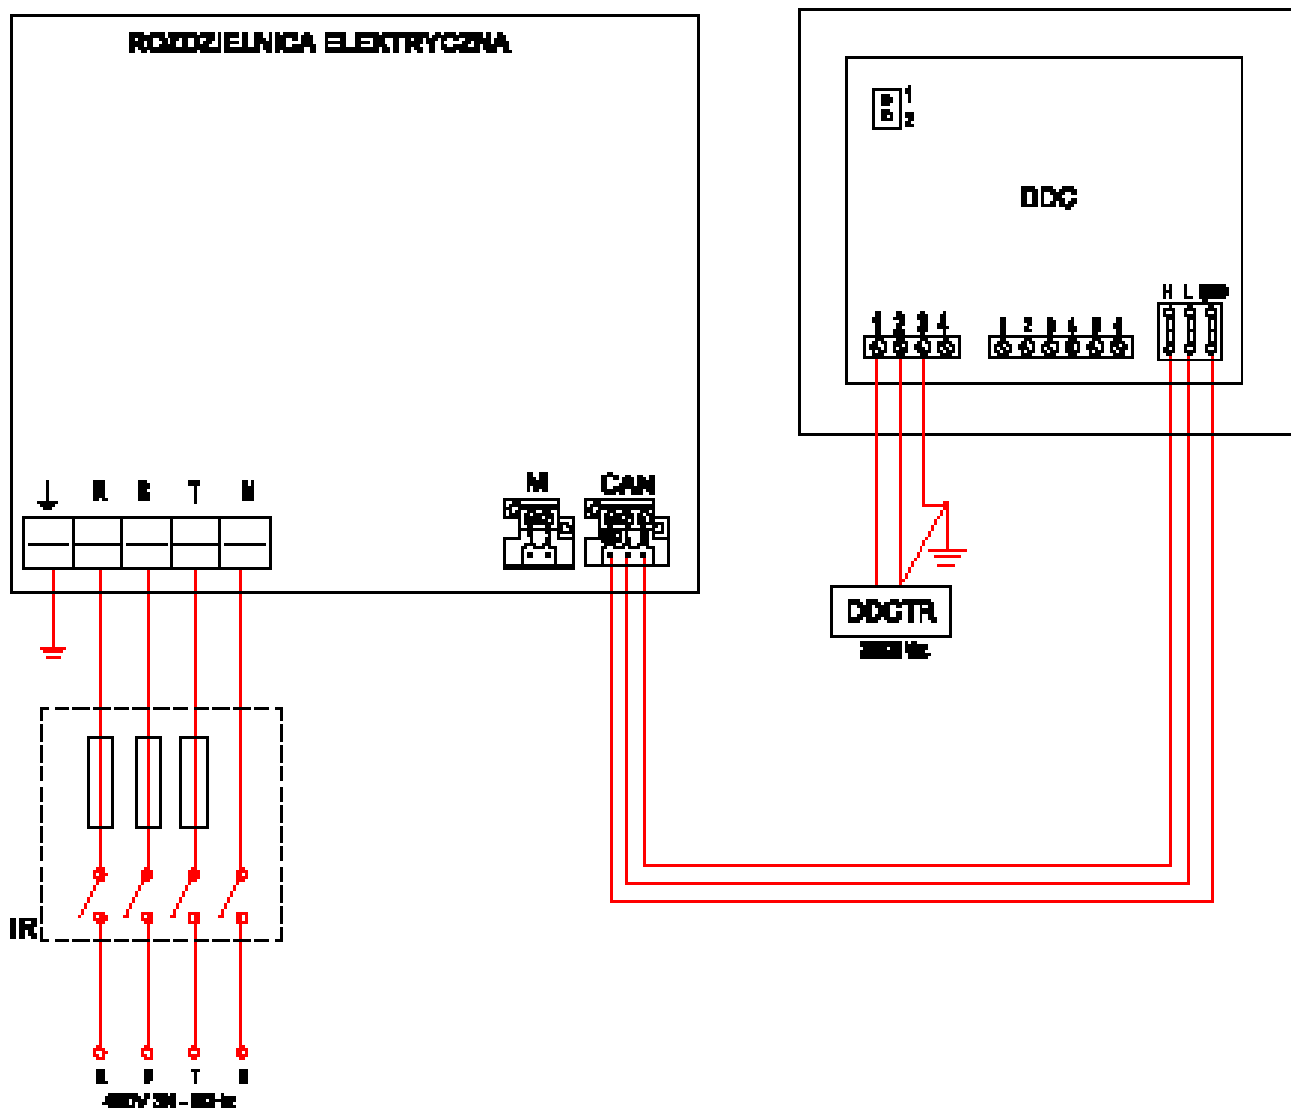 ROZDZIELNICA ELEKTRYCZNA
1
2
DDC
H L
1 2 3 4
1 2 3 4 5 6
R S T N
M CAN
DDCTR
IR
R S T N
400V 3N - 50Hz